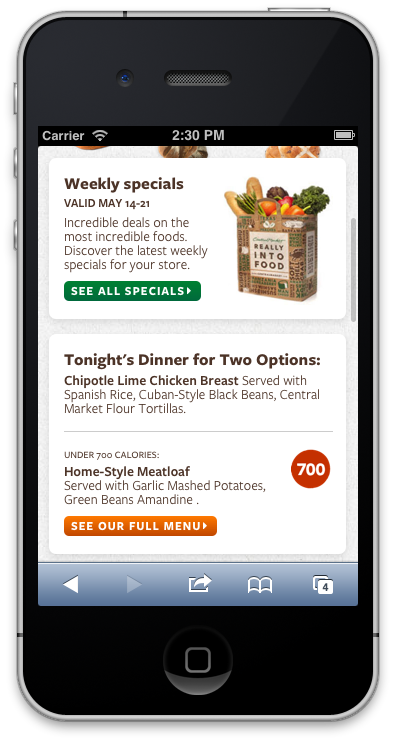 Carrier 2:30 PM
Weekly specials
VALID MAY 14-21
Incredible deals on the
most incredible foods.
Discover the latest weekly
specials for your store.
SEE ALL SPECIALS
REALLY
INTO
FOOD
Tonight's Dinner for Two Options:
Chipotle Lime Chicken Breast Served with
Spanish Rice, Cuban-Style Black Beans, Central
Market Flour Tortillas.
UNDER 700 CALORIES:
Home-Style Meatloaf
Served with Garlic Mashed Potatoes,
Green Beans Amandine .
700
SEE OUR FULL MENU
4